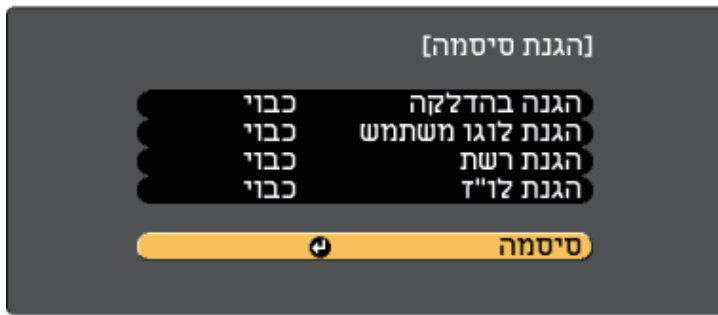 [הגנת סיסמה]
הגנה בהדלקה כבוי
הגנת לוגו משתמש כבוי
הגנת רשת כבוי
הגנת לו"ז כבוי
סיסמה